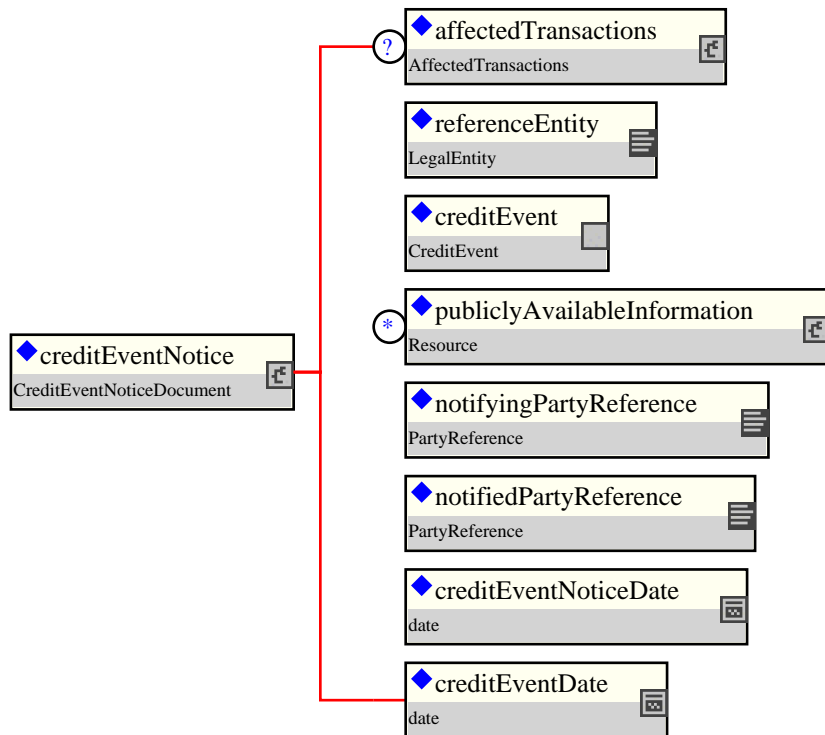 affectedTransactions
?
AffectedTransactions
referenceEntity
LegalEntity
creditEvent
CreditEvent
publiclyAvailableInformation
*
Resource
creditEventNotice
CreditEventNoticeDocument
notifyingPartyReference
PartyReference
notifiedPartyReference
PartyReference
creditEventNoticeDate
date
creditEventDate
date